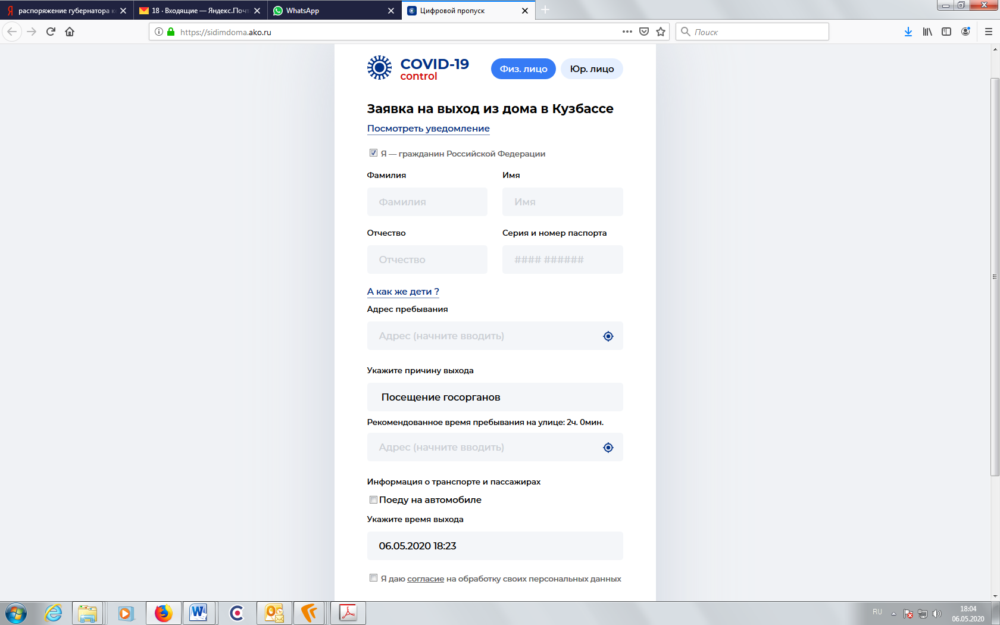 распоряжение губернатора к
18 · Входящие — Яндекс.Почт
WhatsApp
Цифровой пропуск
https://sidimdoma.ako.ru
Поиск
COVID-19
control
Физ. лицо
Юр. лицо
Заявка на выход из дома в Кузбассе
Посмотреть уведомление
Я — гражданин Российской Федерации
Фамилия
Имя
Фамилия
Имя
Отчество
Серия и номер паспорта
Отчество
#### ######
А как же дети ?
Адрес пребывания
Адрес (начните вводить)
Укажите причину выхода
Посещение госорганов
Рекомендованное время пребывания на улице: 2ч. 0мин.
Адрес (начните вводить)
Информация о транспорте и пассажирах
Поеду на автомобиле
Укажите время выхода
06.05.2020 18:23
Я даю согласие на обработку своих персональных данных
RU
18:04
06.05.2020